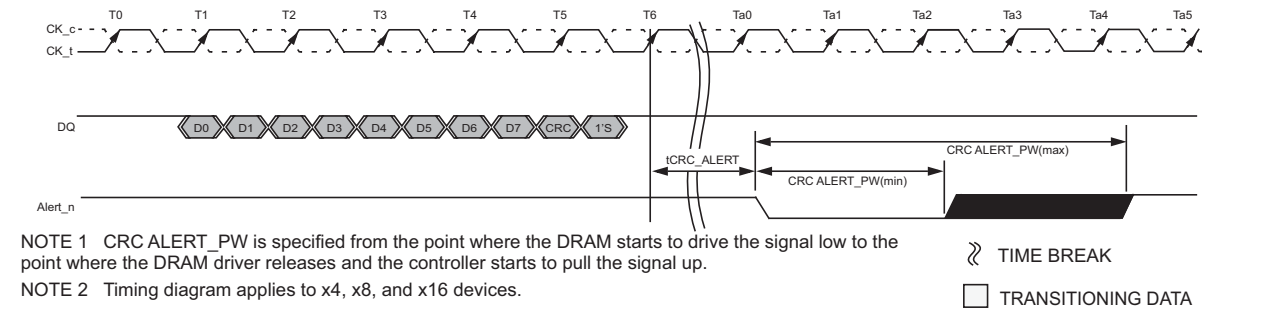 T0 T1 T2 T3 T4 T5 T6 Ta0 Ta1 Ta2 Ta3 Ta4 Ta5
CK_c
CK_t
DQ D0 D1 D2 D3 D4 D5 D6 D7 CRC 1'S
CRC ALERT_PW(max)
tCRC_ALERT
CRC ALERT_PW(min)
Alert_n
NOTE 1 CRC ALERT_PW is specified from the point where the DRAM starts to drive the signal low to the
point where the DRAM driver releases and the controller starts to pull the signal up.
NOTE 2 Timing diagram applies to x4, x8, and x16 devices.
TIME BREAK
TRANSITIONING DATA